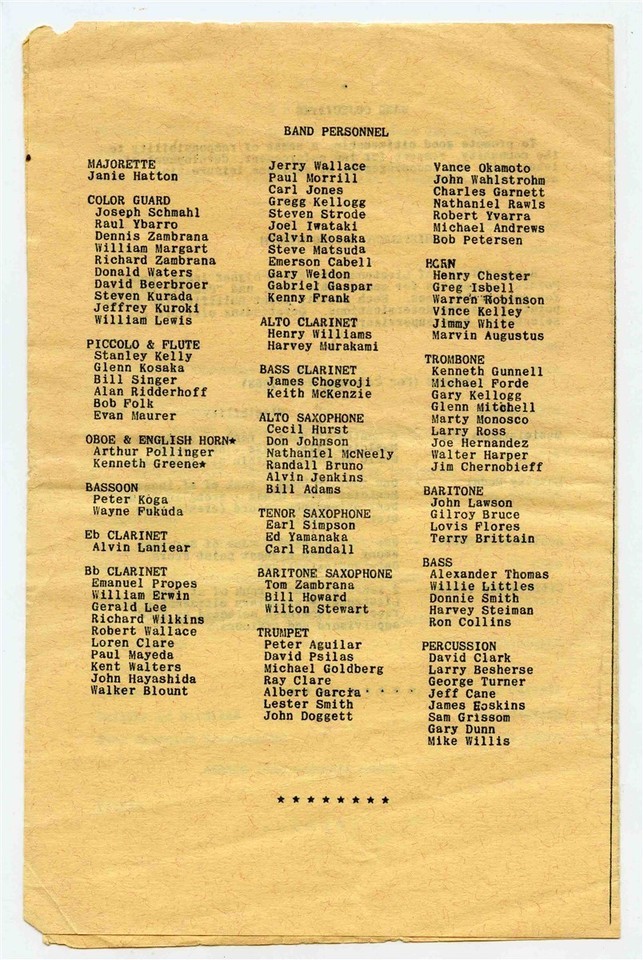 BAND PERSONNEL
MAJORETTE
Janie Hatton
COLOR GUARD
Joseph Schmahl
Raul Ybarro
Dennis Zambrana
William Margart
Richard Zambrana
Donald Waters
David Beerbroer
Steven Kurada
Jeffrey Kuroki
William Lewis
PICCOLO & FLUTE
Stanley Kelly
Glenn Kosaka
Bill Singer
Alan Ridderhoff
Bob Folk
Evan Maurer
OBOE & ENGLISH HORN★
Arthur Pollinger
Kenneth Greene★
BASSOON
Peter Koga
Wayne Fukuda
Eb CLARINET
Alvin Laniear
Bb CLARINET
Emanuel Propes
William Erwin
Gerald Lee
Richard Wilkins
Robert Wallace
Loren Clare
Paul Mayeda
Kent Walters
John Hayashida
Walker Blount
Jerry Wallace
Paul Morrill
Carl Jones
Gregg Kellogg
Steven Strode
Joel Iwataki
Calvin Kosaka
Steve Matsuda
Emerson Cabell
Gary Weldon
Gabriel Gaspar
Kenny Frank
ALTO CLARINET
Henry Williams
Harvey Murakami
BASS CLARINET
James Chogvoji
Keith McKenzie
ALTO SAXOPHONE
Cecil Hurst
Don Johnson
Nathaniel McNeely
Randall Bruno
Alvin Jenkins
Bill Adams
TENOR SAXOPHONE
Earl Simpson
Ed Yamanaka
Carl Randall
BARITONE SAXOPHONE
Tom Zambrana
Bill Howard
Wilton Stewart
TRUMPET
Peter Aguilar
David Psilas
Michael Goldberg
Ray Clare
Albert Garcia
Lester Smith
John Doggett
Vance Okamoto
John Wahlstrohm
Charles Garnett
Nathaniel Rawls
Robert Yvarra
Michael Andrews
Bob Petersen
HORN
Henry Chester
Greg Isbell
Warren Robinson
Vince Kelley
Jimmy White
Marvin Augustus
TROMBONE
Kenneth Gunnell
Michael Forde
Gary Kellogg
Glenn Mitchell
Marty Monosco
Larry Ross
Joe Hernandez
Walter Harper
Jim Chernobieff
BARITONE
John Lawson
Gilroy Bruce
Lovis Flores
Terry Brittain
BASS
Alexander Thomas
Willie Littles
Donnie Smith
Harvey Steiman
Ron Collins
PERCUSSION
David Clark
Larry Besherse
George Turner
Jeff Cane
James Hoskins
Sam Grissom
Gary Dunn
Mike Willis
★ ★ ★ ★ ★ ★ ★ ★